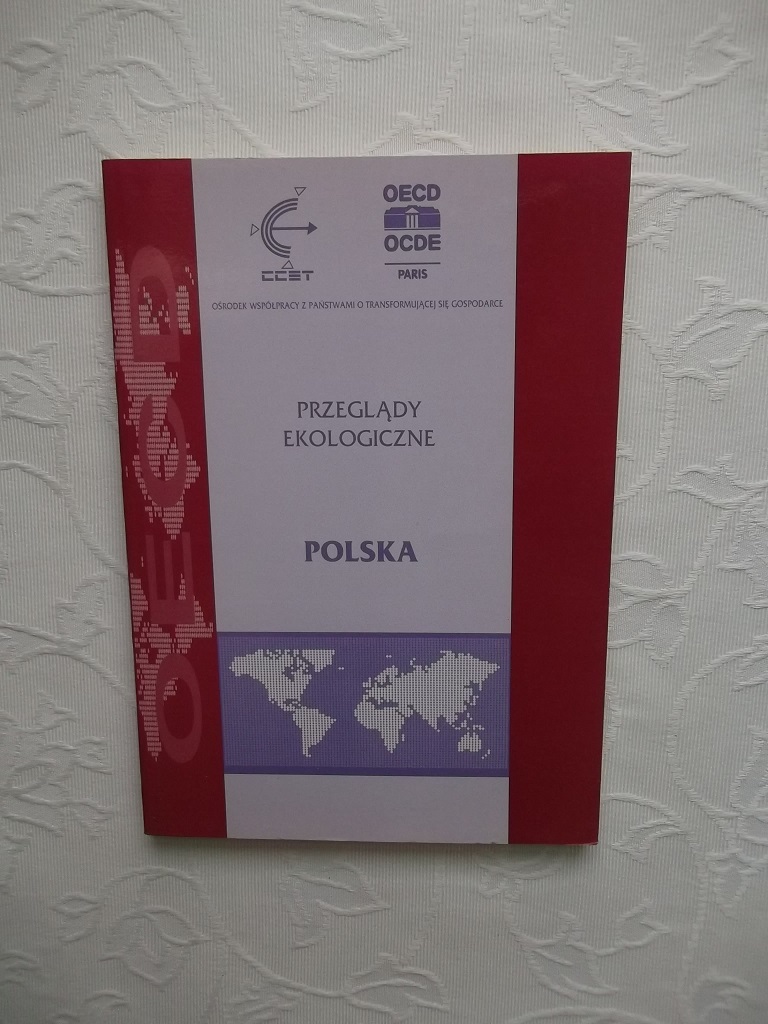 CCET
OECD
OCDE
PARIS
OŚRODEK WSPÓŁPRACY Z PAŃSTWAMI O TRANSFORMUJĄCEJ SIĘ GOSPODARCE
PRZEGLĄDY
EKOLOGICZNE
POLSKA
OECD